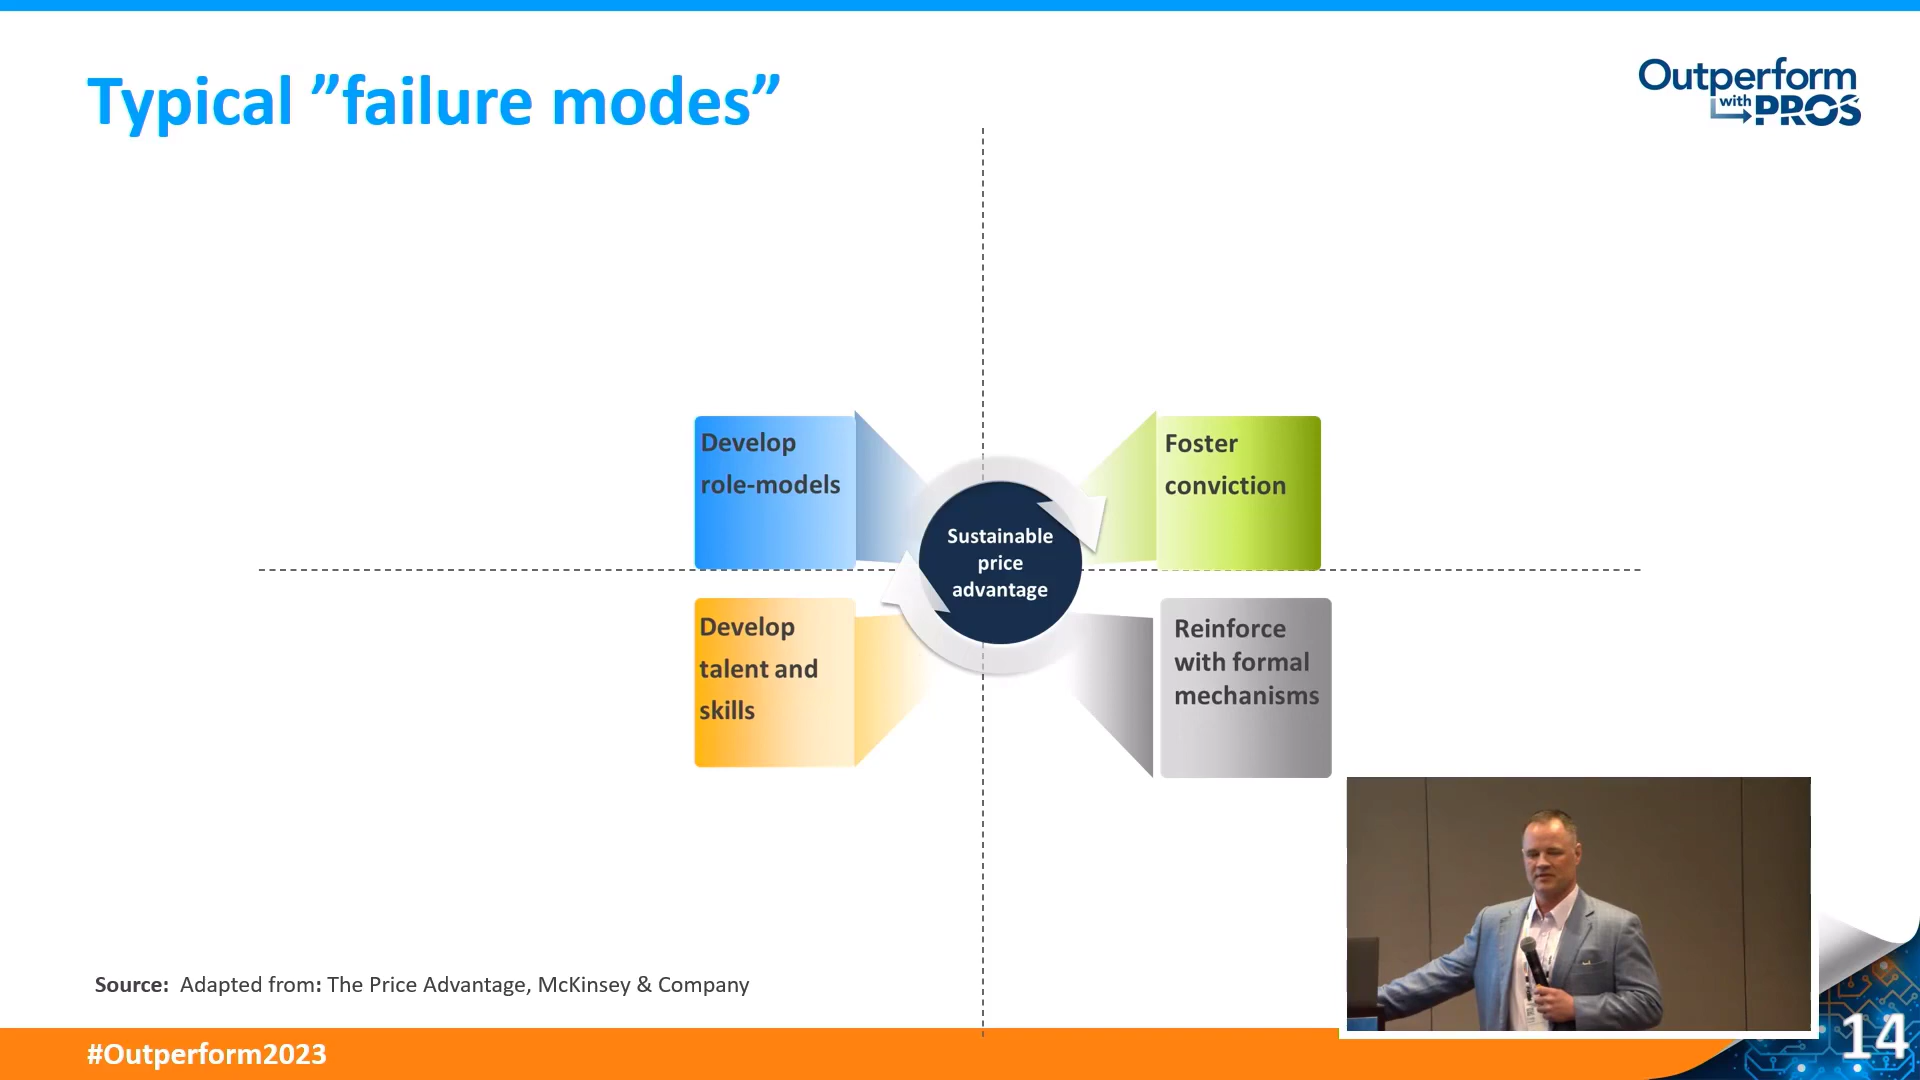 Typical ”failure modes”
Outperform
with PROS
Develop
role-models
Foster
conviction
Sustainable
price
advantage
Develop
talent and
skills
Reinforce
with formal
mechanisms
Source: Adapted from: The Price Advantage, McKinsey & Company
#Outperform2023
14